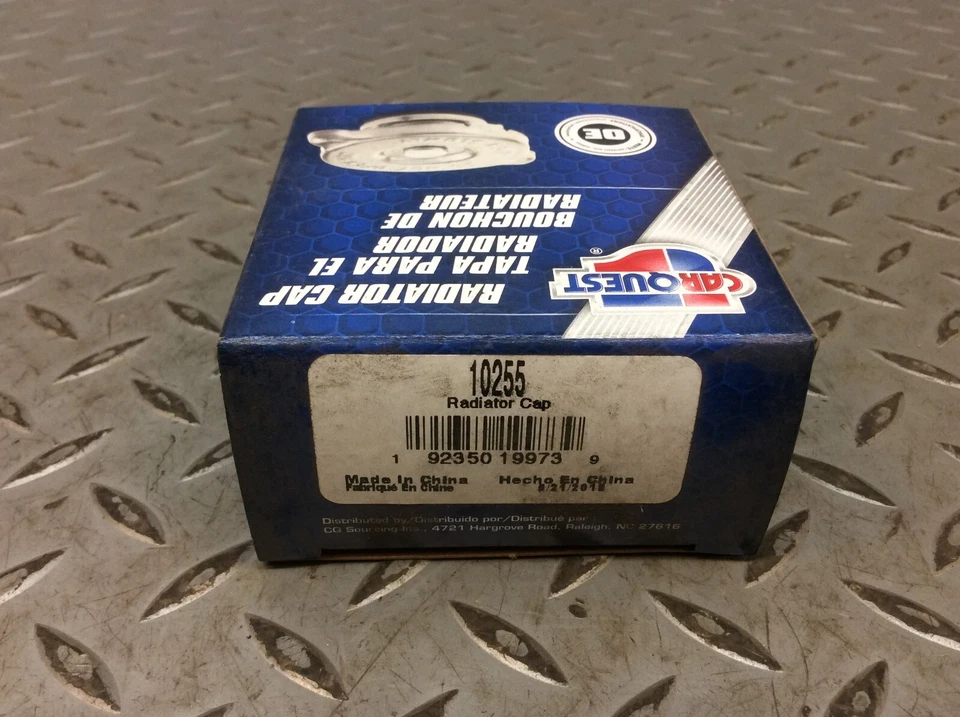 OE
RADIATOR CAP
TAPA PARA EL
RADIADOR
BOUCHON DE
RADIATEUR
CARQUEST®
10255
Radiator Cap
1 92350 19973 9
Made In China Hecho En China
Fabriqué En Chine
Distributed by/Distribuido por/Distribué par
CG Sourcing Inc., 4721 Hargrove Road, Raleigh, NC 27616